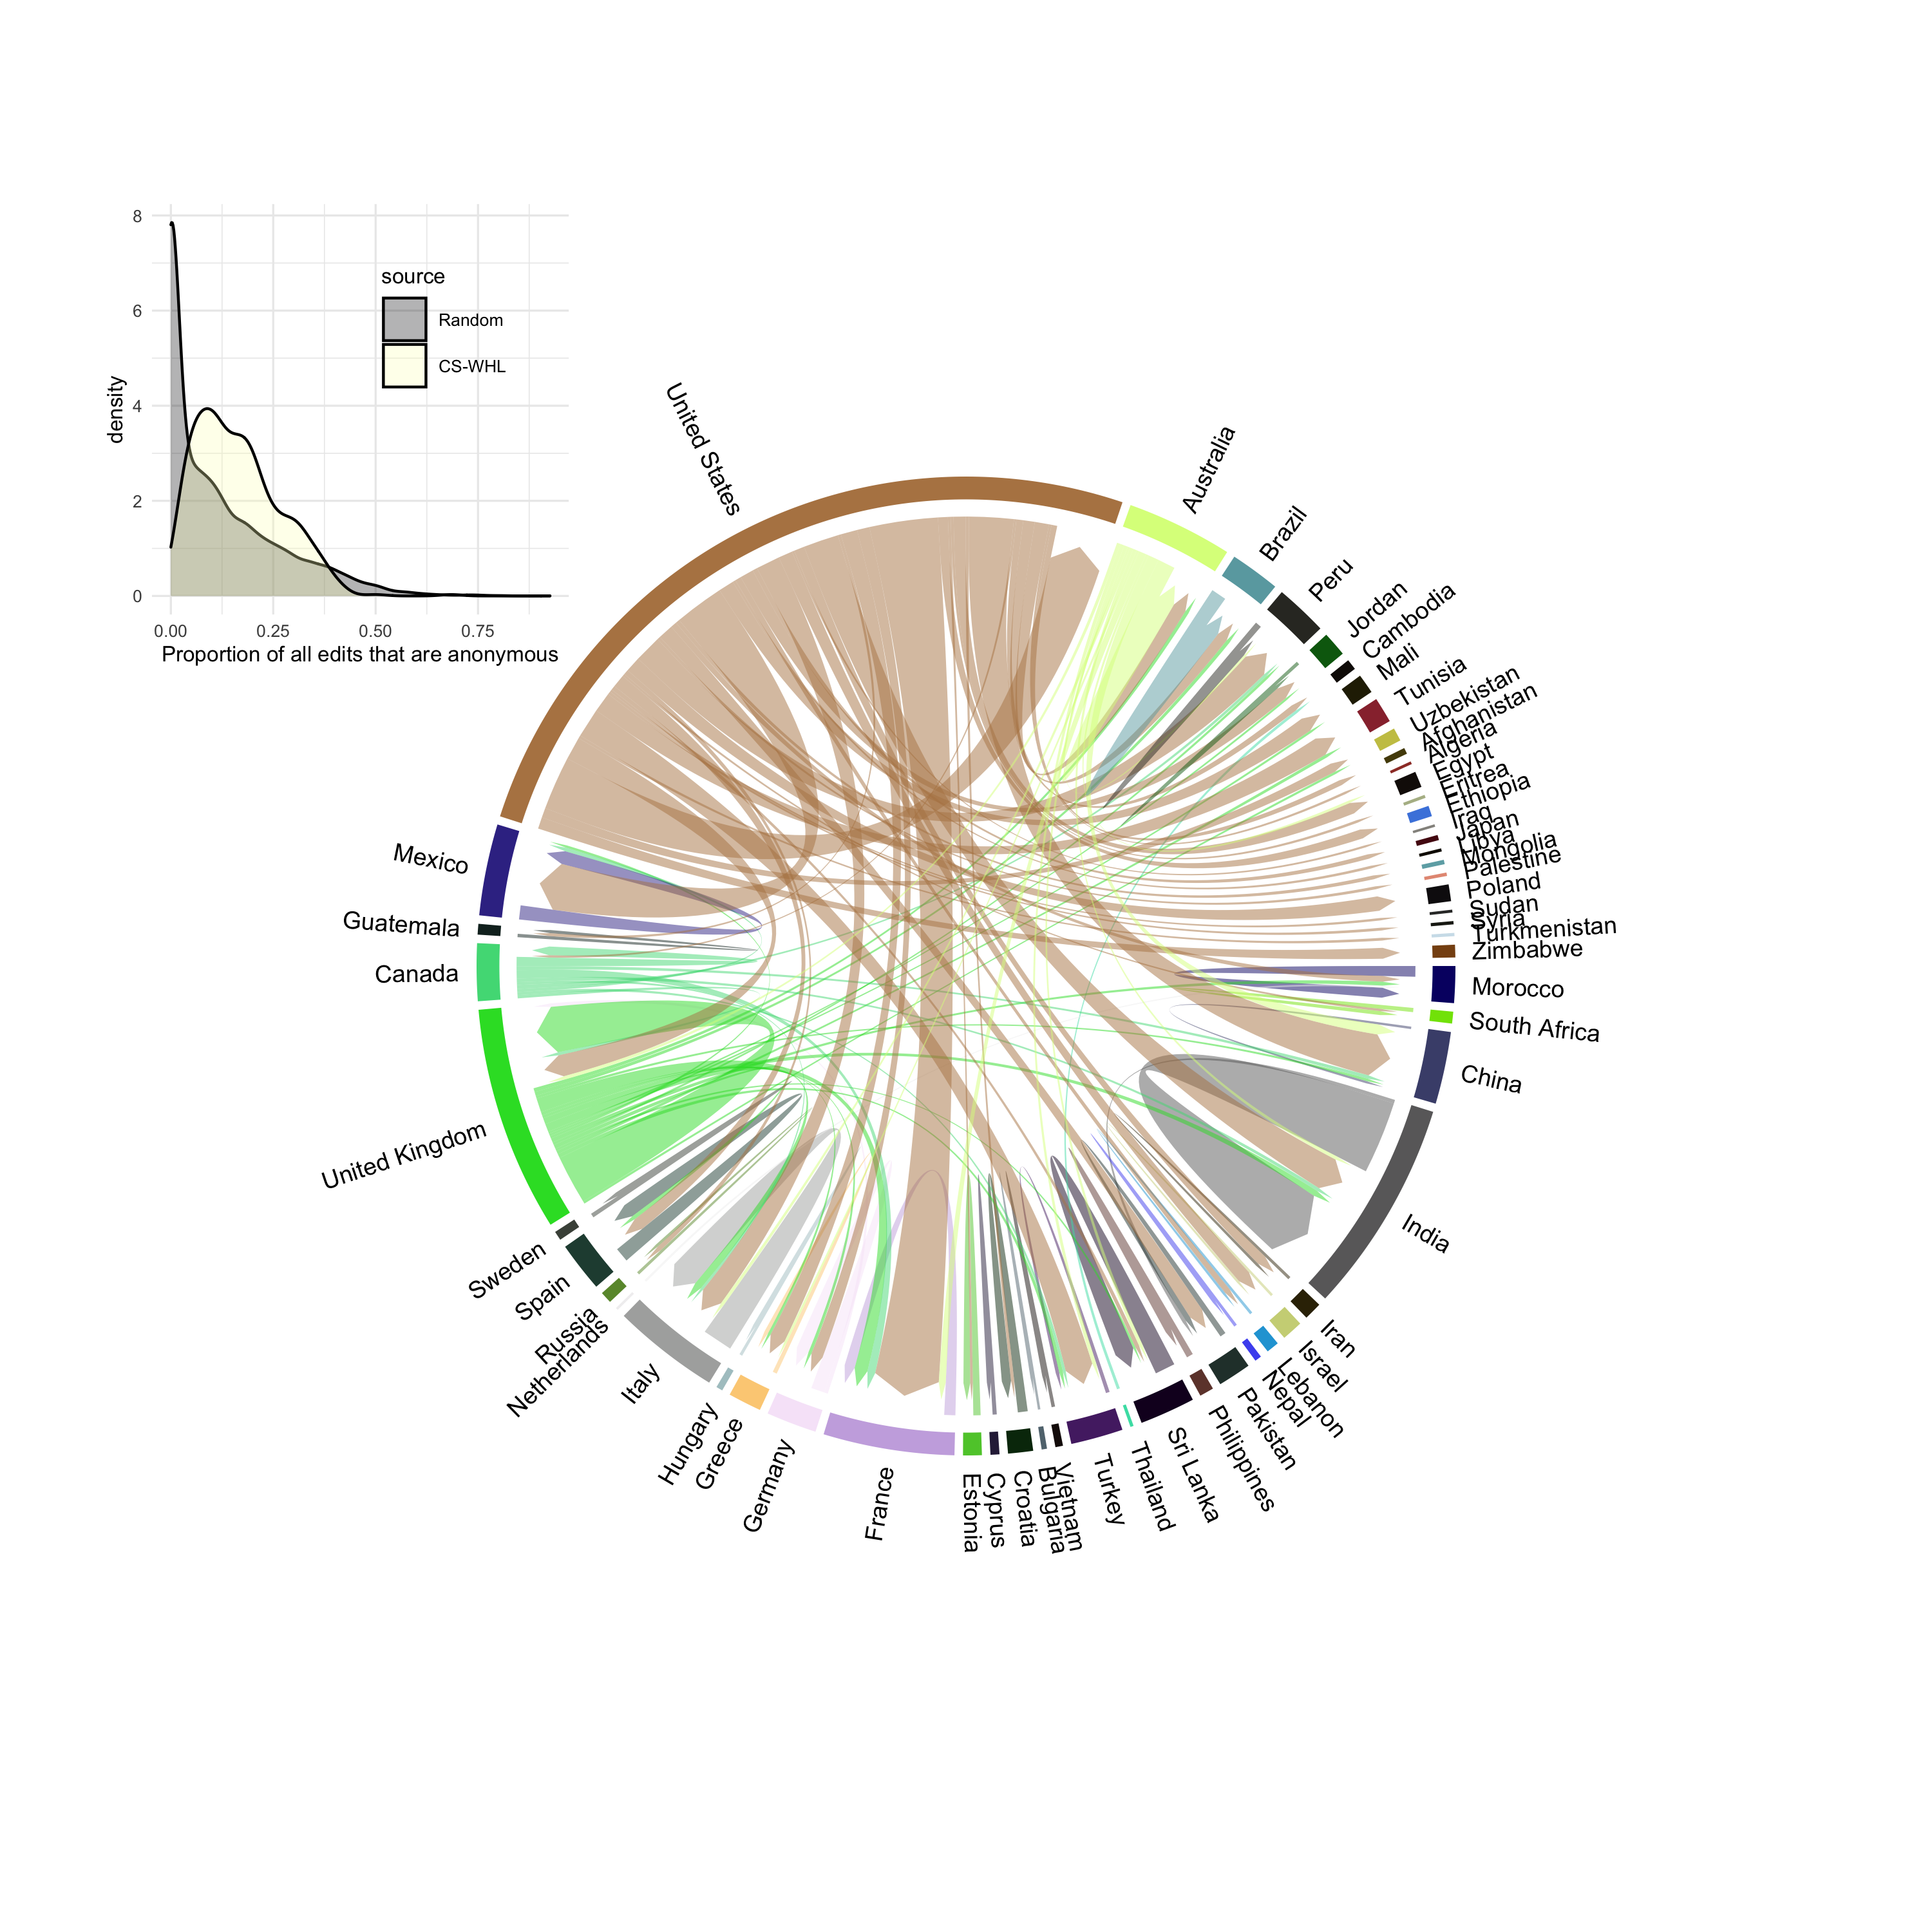 8
6
4
2
0
density
source
Random
CS-WHL
0.00 0.25 0.50 0.75
Proportion of all edits that are anonymous
United States
Australia
Brazil
Peru
Jordan
Cambodia
Mali
Tunisia
Uzbekistan
Afghanistan
Algeria
Egypt
Eritrea
Ethiopia
Iraq
Japan
Libya
Mongolia
Palestine
Poland
Sudan
Syria
Turkmenistan
Zimbabwe
Morocco
South Africa
China
India
Iran
Israel
Lebanon
Nepal
Pakistan
Philippines
Sri Lanka
Thailand
Turkey
Vietnam
Bulgaria
Croatia
Cyprus
Estonia
France
Germany
Greece
Hungary
Italy
Netherlands
Russia
Spain
Sweden
United Kingdom
Canada
Guatemala
Mexico